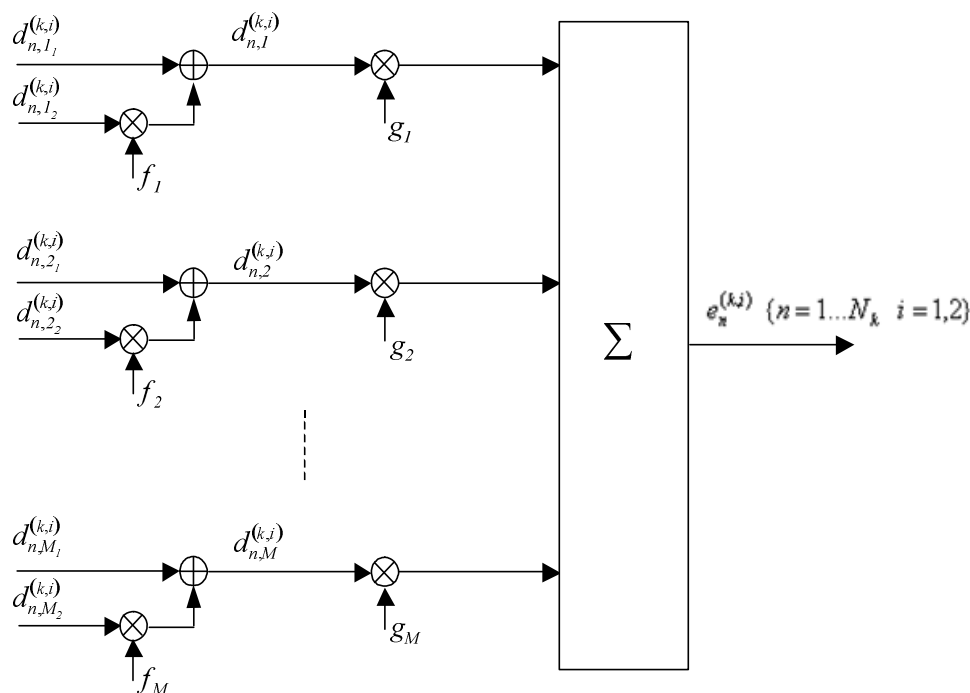 d_{n,1_1}^{(k,i)}
d_{n,1}^{(k,i)}
d_{n,1_2}^{(k,i)}
g_1
f_1
d_{n,2_1}^{(k,i)}
d_{n,2}^{(k,i)}
d_{n,2_2}^{(k,i)}
g_2
f_2
Σ
e_n^{(k,i)} {n = 1...N_k i = 1,2}
d_{n,M_1}^{(k,i)}
d_{n,M}^{(k,i)}
d_{n,M_2}^{(k,i)}
g_M
f_M